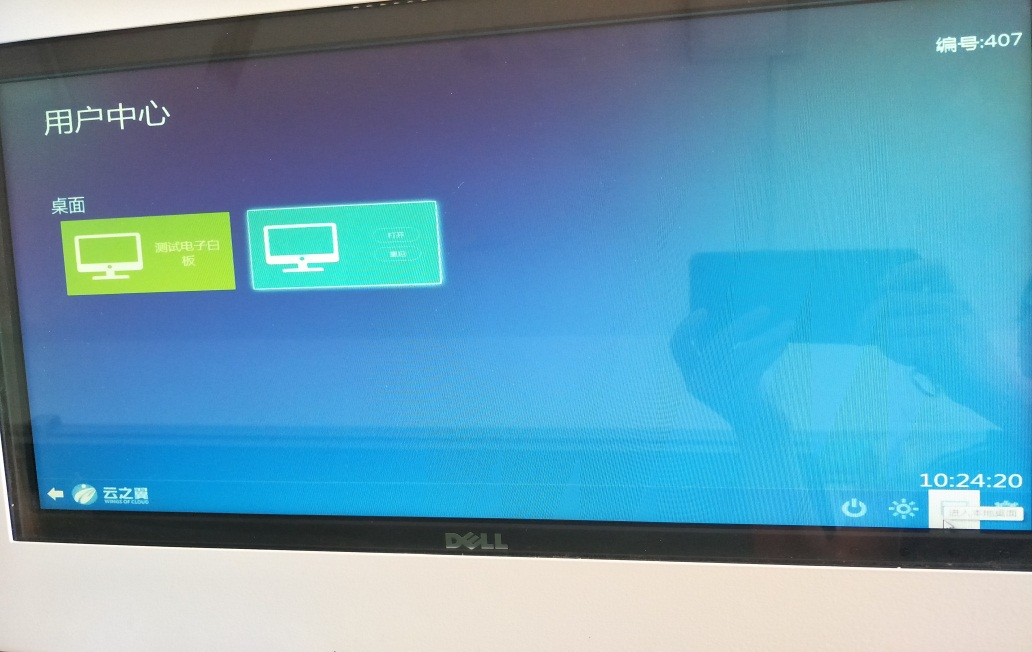 编号:407
用户中心
桌面
测试电子白
板
打开
重启
云之翼
WINGS OF CLOUD
10:24:20
进入本地桌面
DELL